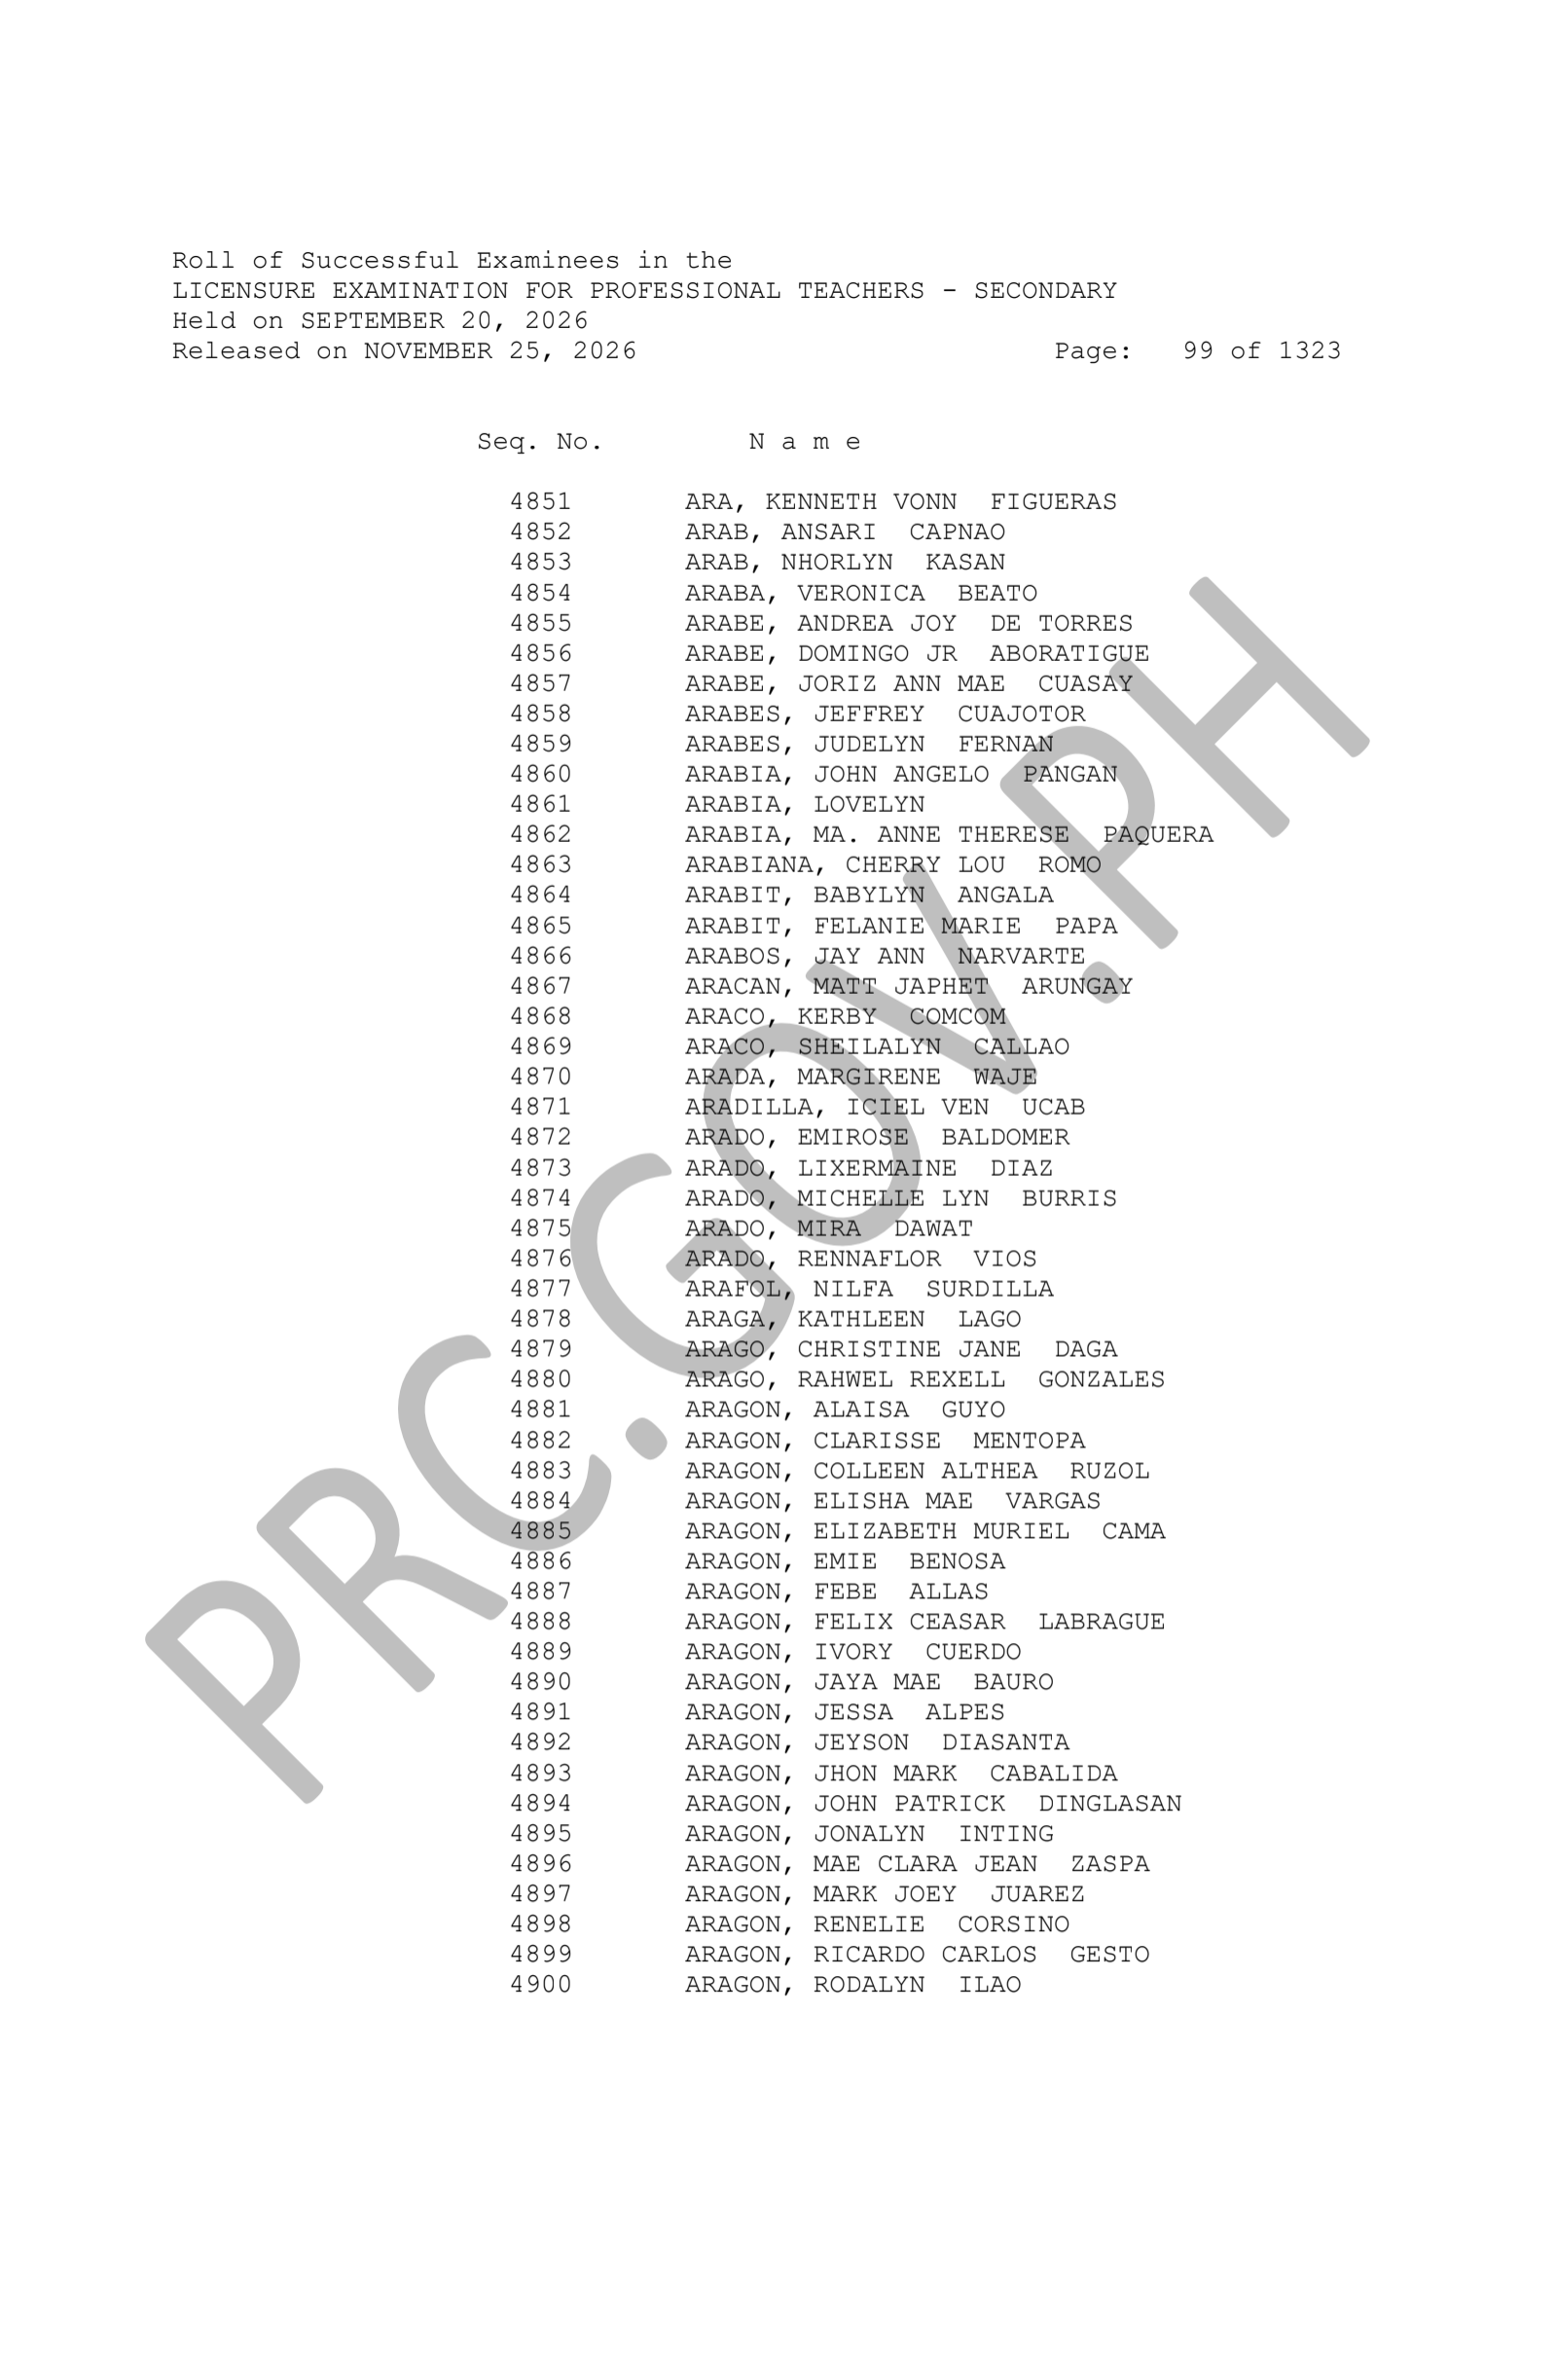 Roll of Successful Examinees in the
LICENSURE EXAMINATION FOR PROFESSIONAL TEACHERS - SECONDARY
Held on SEPTEMBER 20, 2026
Released on NOVEMBER 25, 2026 Page: 99 of 1323
Seq. No. N a m e
4851 ARA, KENNETH VONN FIGUERAS
4852 ARAB, ANSARI CAPNAO
4853 ARAB, NHORLYN KASAN
4854 ARABA, VERONICA BEATO
4855 ARABE, ANDREA JOY DE TORRES
4856 ARABE, DOMINGO JR ABORATIGUE
4857 ARABE, JORIZ ANN MAE CUASAY
4858 ARABES, JEFFREY CUAJOTOR
4859 ARABES, JUDELYN FERNAN
4860 ARABIA, JOHN ANGELO PANGAN
4861 ARABIA, LOVELYN
4862 ARABIA, MA. ANNE THERESE PAQUERA
4863 ARABIANA, CHERRY LOU ROMO
4864 ARABIT, BABYLYN ANGALA
4865 ARABIT, FELANIE MARIE PAPA
4866 ARABOS, JAY ANN NARVARTE
4867 ARACAN, MATT JAPHET ARUNGAY
4868 ARACO, KERBY COMCOM
4869 ARACO, SHEILALYN CALLAO
4870 ARADA, MARGIRENE WAJE
4871 ARADILLA, ICIEL VEN UCAB
4872 ARADO, EMIROSE BALDOMER
4873 ARADO, LIXERMAINE DIAZ
4874 ARADO, MICHELLE LYN BURRIS
4875 ARADO, MIRA DAWAT
4876 ARADO, RENNAFLOR VIOS
4877 ARAFOL, NILFA SURDILLA
4878 ARAGA, KATHLEEN LAGO
4879 ARAGO, CHRISTINE JANE DAGA
4880 ARAGO, RAHWEL REXELL GONZALES
4881 ARAGON, ALAISA GUYO
4882 ARAGON, CLARISSE MENTOPA
4883 ARAGON, COLLEEN ALTHEA RUZOL
4884 ARAGON, ELISHA MAE VARGAS
4885 ARAGON, ELIZABETH MURIEL CAMA
4886 ARAGON, EMIE BENOSA
4887 ARAGON, FEBE ALLAS
4888 ARAGON, FELIX CEASAR LABRAGUE
4889 ARAGON, IVORY CUERDO
4890 ARAGON, JAYA MAE BAURO
4891 ARAGON, JESSA ALPES
4892 ARAGON, JEYSON DIASANTA
4893 ARAGON, JHON MARK CABALIDA
4894 ARAGON, JOHN PATRICK DINGLASAN
4895 ARAGON, JONALYN INTING
4896 ARAGON, MAE CLARA JEAN ZASPA
4897 ARAGON, MARK JOEY JUAREZ
4898 ARAGON, RENELIE CORSINO
4899 ARAGON, RICARDO CARLOS GESTO
4900 ARAGON, RODALYN ILAO
PRC.GOV.PH